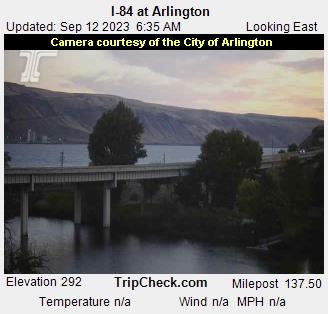 I-84 at Arlington
Updated: Sep 12 2023 6:35 AM Looking East
Camera courtesy of the City of Arlington
Elevation 292 TripCheck.com Milepost 137.50
Temperature n/a Wind n/a MPH n/a